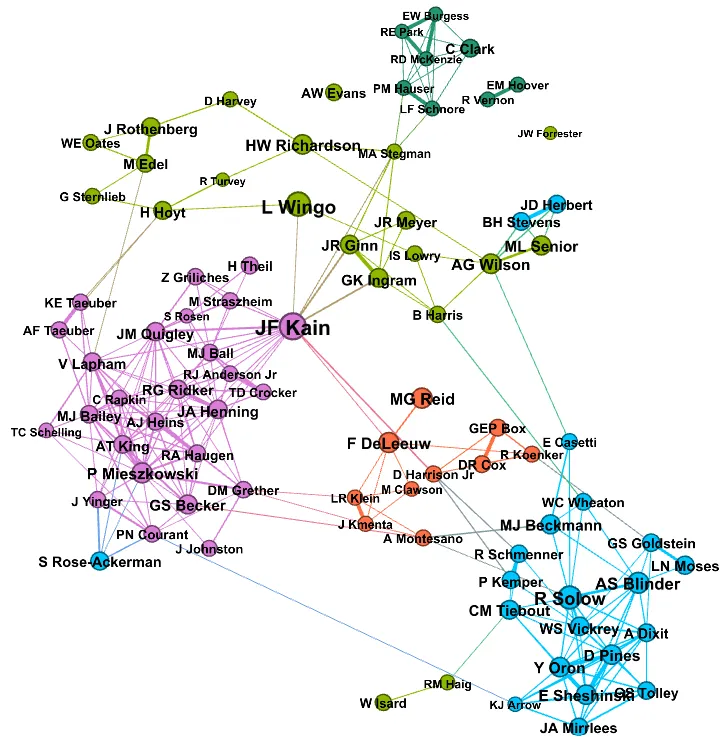 EW Burgess
RE Park
C Clark
RD McKenzie
EM Hoover
PM Hauser
AW Evans
D Harvey
R Vernon
LF Schnore
J Rothenberg
JW Forrester
WE Oates
HW Richardson
MA Stegman
M Edel
R Turvey
G Sternlieb
JD Herbert
L Wingo
H Hoyt
BH Stevens
JR Meyer
JR Ginn
ML Senior
IS Lowry
AG Wilson
H Theil
Z Griliches
GK Ingram
M Straszheim
KE Taeuber
S Rosen
B Harris
JF Kain
AF Taeuber
JM Quigley
MJ Ball
V Lapham
RJ Anderson Jr
RG Ridker
TD Crocker
C Rapkin
MG Reid
JA Henning
MJ Bailey
AJ Heins
GEP Box
TC Schelling
F DeLeeuw
E Casetti
AT King
RA Haugen
R Koenker
DR Cox
P Mieszkowski
D Harrison Jr
DM Grether
M Clawson
LR Klein
J Yinger
GS Becker
WC Wheaton
J Kmenta
MJ Beckmann
PN Courant
A Montesano
GS Goldstein
J Johnston
R Schmenner
S Rose-Ackerman
LN Moses
P Kemper
AS Blinder
R Solow
CM Tiebout
WS Vickrey
A Dixit
D Pines
Y Oron
RM Haig
E Sheshinski
GS Tolley
W Isard
KJ Arrow
JA Mirrlees